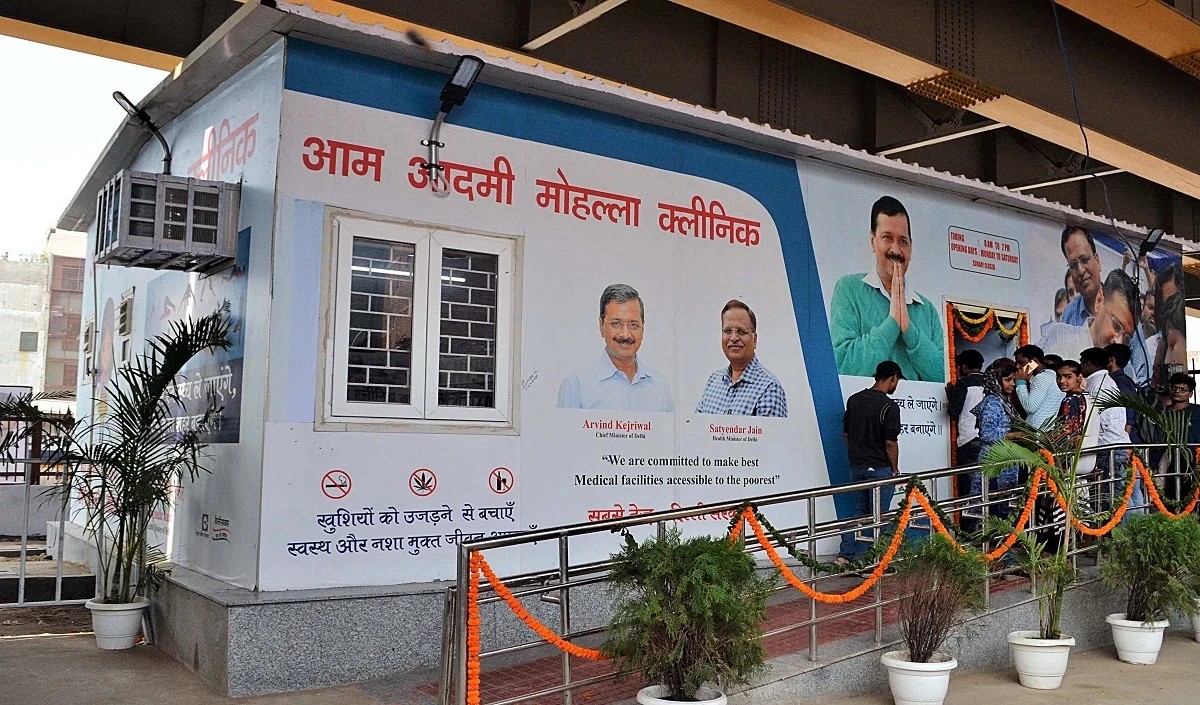 क्लीनिक
आम आदमी मोहल्ला क्लीनिक
TIMING : 8 AM TO 2 PM
OPENING DAYS : MONDAY TO SATURDAY
SUNDAY CLOSED
Arvind Kejriwal
Chief Minister of Delhi
Satyendar Jain
Health Minister of Delhi
“We are committed to make best
Medical facilities accessible to the poorest”
खुशियों को उजड़ने से बचाएँ
स्वस्थ और नशा मुक्त जीवन
सबसे
ले जाएंगे,
ले जाएंगे।
बनाएंगे।